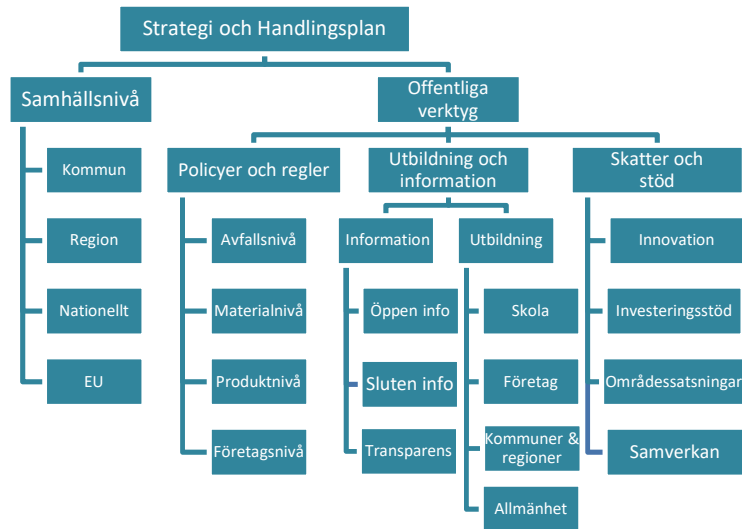 Strategi och Handlingsplan
Samhällsnivå
Offentliga
verktyg
Kommun
Region
Nationellt
EU
Policyer och regler
Utbildning och
information
Skatter och
stöd
Avfallsnivå
Materialnivå
Produktnivå
Företagsnivå
Information
Öppen info
Sluten info
Transparens
Utbildning
Skola
Företag
Kommuner &
regioner
Allmänhet
Innovation
Investeringsstöd
Områdessatsningar
Samverkan